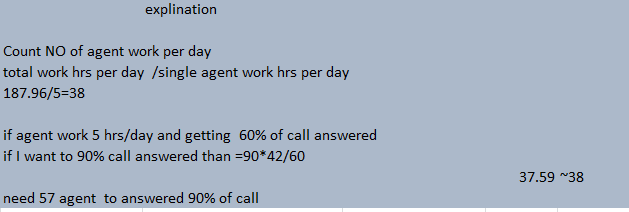 explination
Count NO of agent work per day
total work hrs per day /single agent work hrs per day
187.96/5=38
if agent work 5 hrs/day and getting 60% of call answered
if I want to 90% call answered than =90*42/60
37.59 ~38
need 57 agent to answered 90% of call